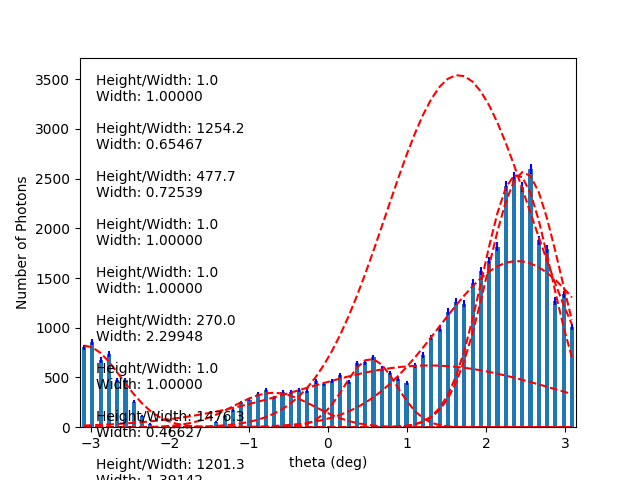 Number of Photons
3500
3000
2500
2000
1500
1000
500
0
Height/Width: 1.0
Width: 1.00000
Height/Width: 1254.2
Width: 0.65467
Height/Width: 477.7
Width: 0.72539
Height/Width: 1.0
Width: 1.00000
Height/Width: 1.0
Width: 1.00000
Height/Width: 270.0
Width: 2.29948
Height/Width: 1.0
Width: 1.00000
Height/Width: 1476.3
Width: 0.46627
Height/Width: 1201.3
Width: 1.39142
−3 −2 −1 0 1 2 3
theta (deg)